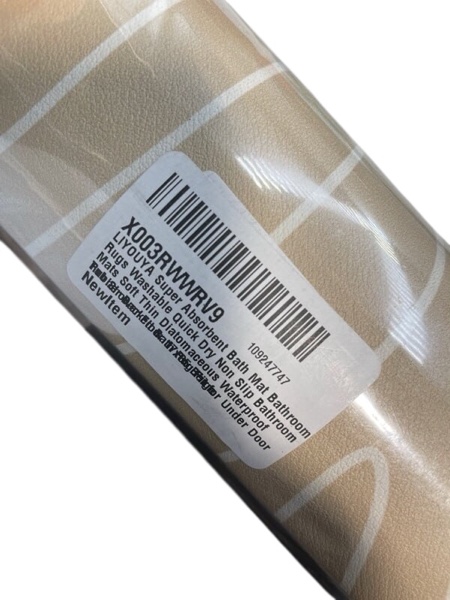 X003RWWRV9
109247747
LIYOUYA Super Absorbent Bath Mat Bathroom
Rugs Washable Quick Dry Non Slip Bathroom
Mats Soft Thin Diatomaceous Waterproof
Under Door
NewItem